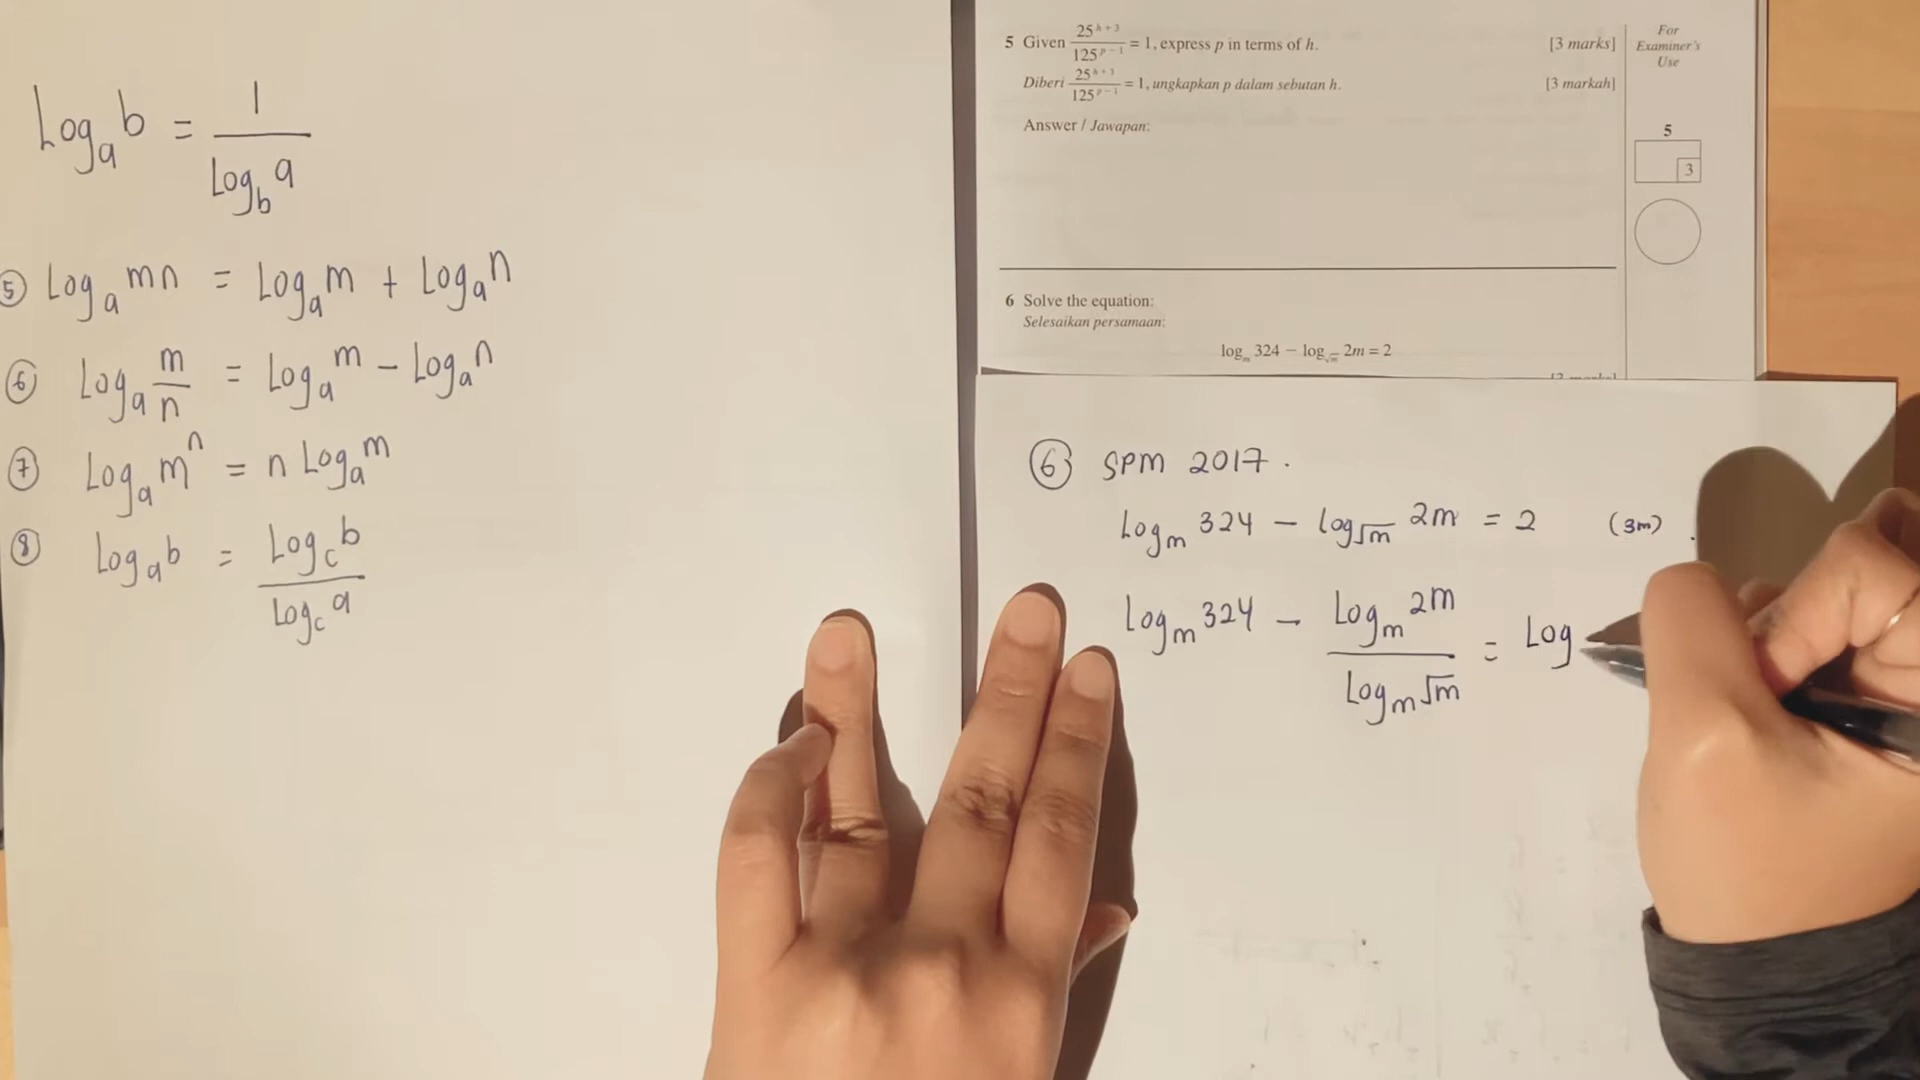 Log_a b = 1 / Log_b a
⑤ Log_a mn = Log_a m + Log_a n
⑥ Log_a m/n = Log_a m - Log_a n
⑦ Log_a m^n = n Log_a m
⑧ Log_a b = Log_c b / Log_c a
5 Given 25^(h + 3) / 125^(p - 1) = 1, express p in terms of h. [3 marks]
Diberi 25^(h + 3) / 125^(p - 1) = 1, ungkapkan p dalam sebutan h. [3 markah]
Answer / Jawapan:
For
Examiner's
Use
5
3
6 Solve the equation:
Selesaikan persamaan:
log_m 324 - log_√m 2m = 2
⑥ SPM 2017.
Log_m 324 - log_√m 2m = 2 (3m)
Log_m 324 - Log_m 2m / Log_m √m = Log